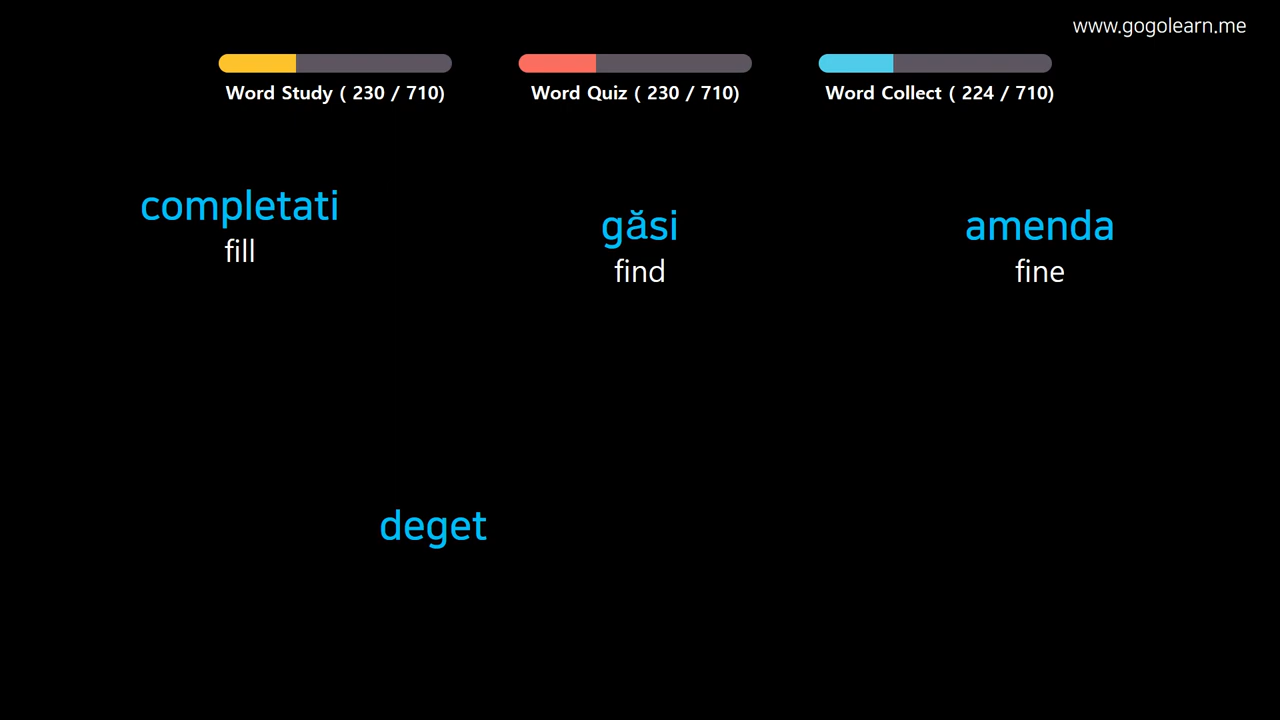 www.gogolearn.me
Word Study ( 230 / 710)
Word Quiz ( 230 / 710)
Word Collect ( 224 / 710)
completati
fill
găsi
find
amenda
fine
deget